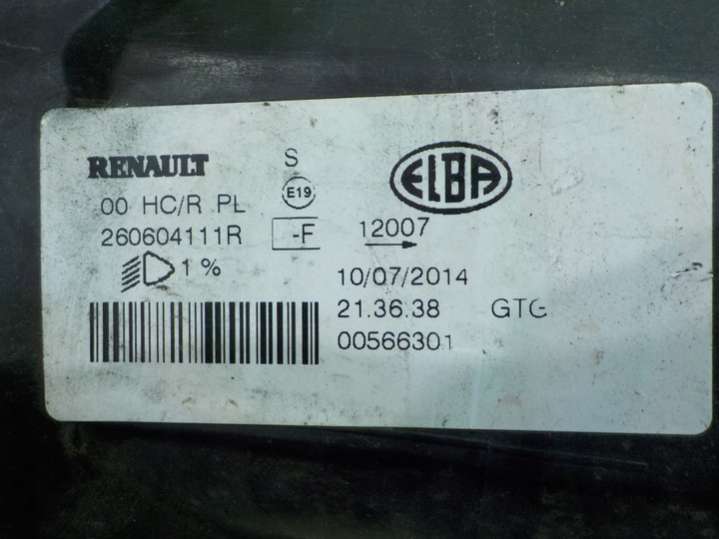 RENAULT S ELBA
E19
00 HC/R PL
260604111R -F 12007
1 %
10/07/2014
21.36.38 GTG
00566301